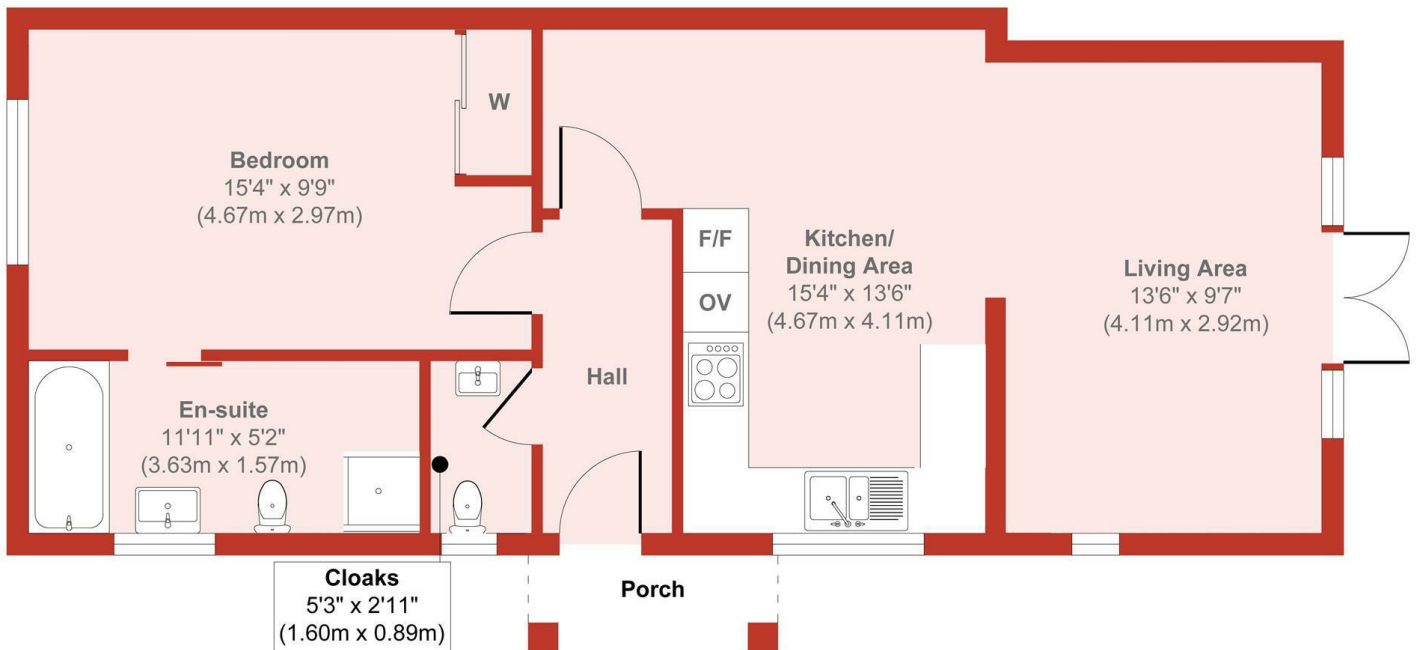 W
Bedroom
15'4" x 9'9"
(4.67m x 2.97m)
F/F
OV
Kitchen/
Dining Area
15'4" x 13'6"
(4.67m x 4.11m)
Living Area
13'6" x 9'7"
(4.11m x 2.92m)
Hall
En-suite
11'11" x 5'2"
(3.63m x 1.57m)
Cloaks
5'3" x 2'11"
(1.60m x 0.89m)
Porch